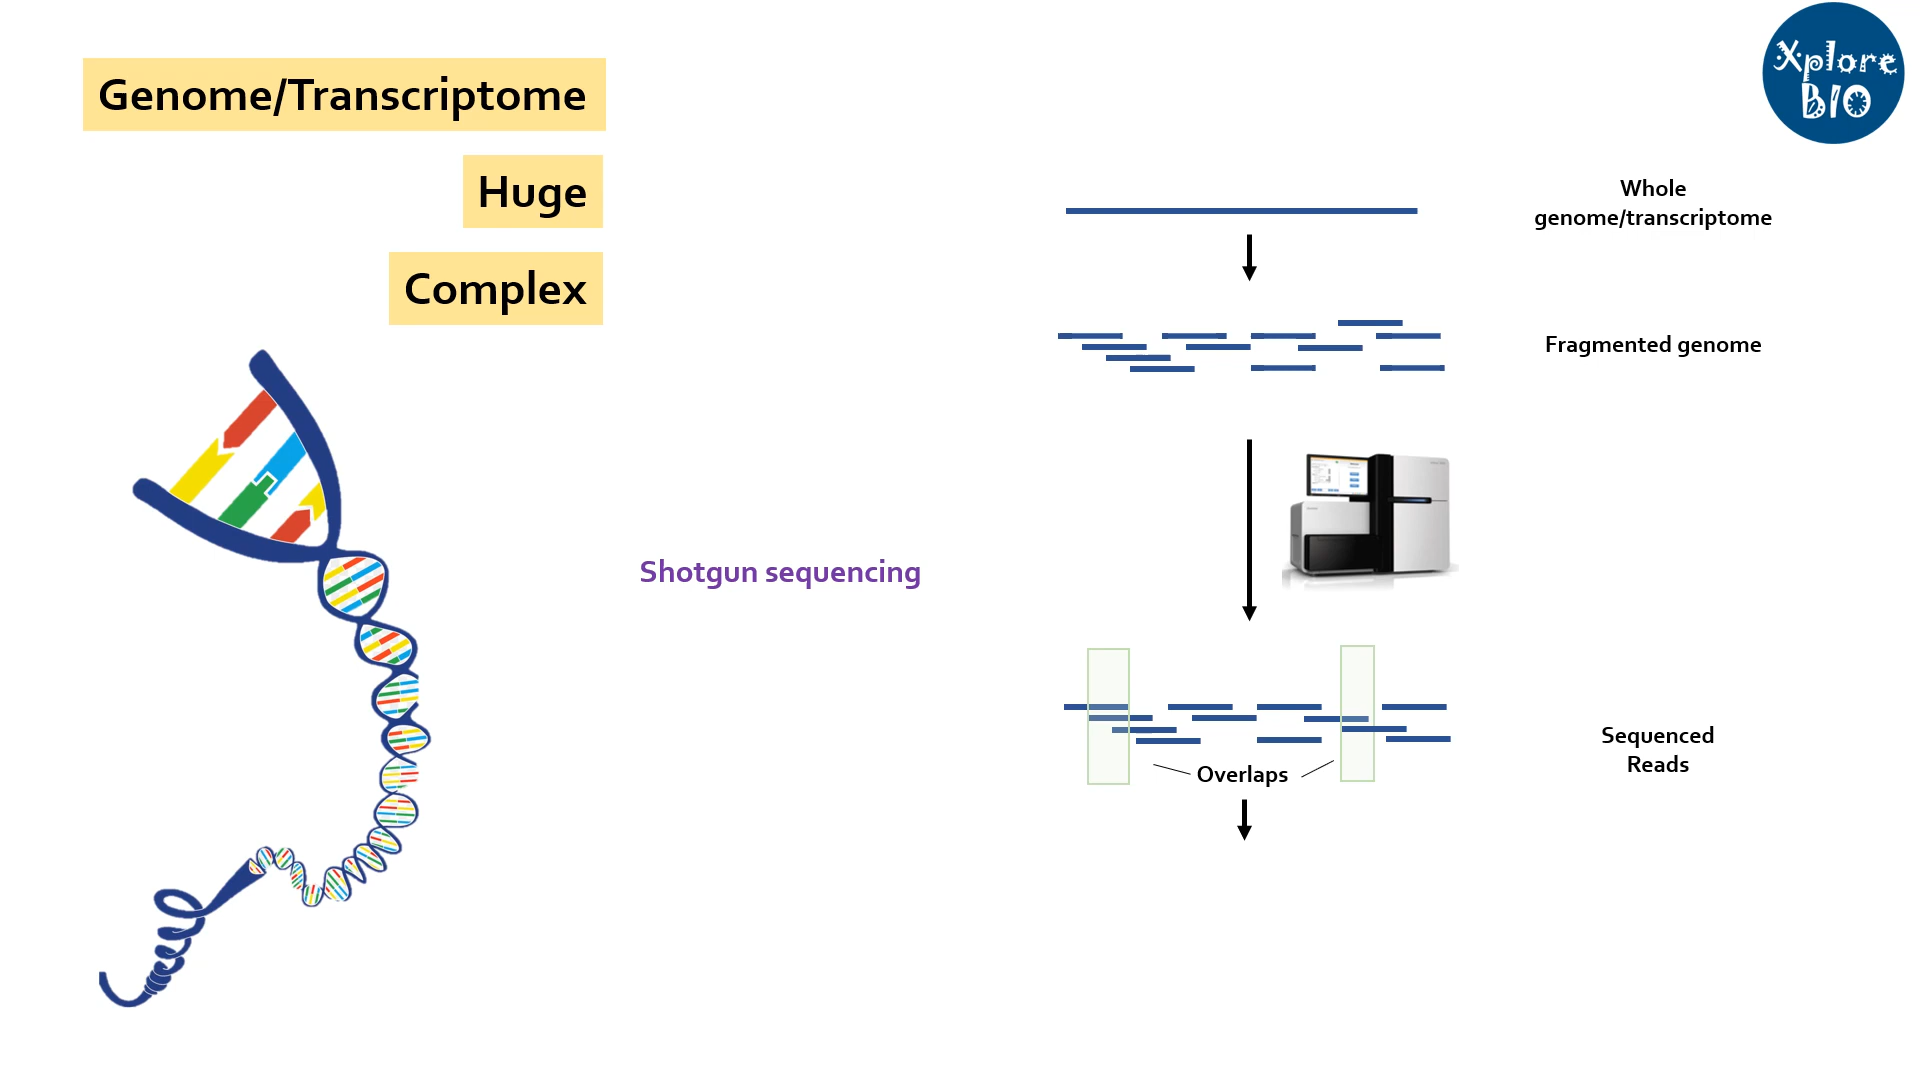 Genome/Transcriptome
Huge
Complex
Shotgun sequencing
Xplore
BIO
Whole
genome/transcriptome
Fragmented genome
Overlaps
Sequenced
Reads